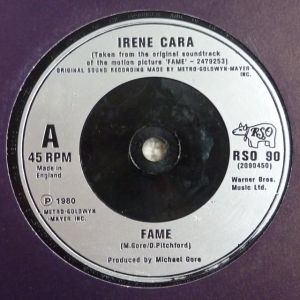 IRENE CARA
(Taken from the original soundtrack
of the motion picture 'FAME' - 2479253)
ORIGINAL SOUND RECORDING MADE BY METRO-GOLDWYN-MAYER
INC.
A
45 RPM
Made in
England
RSO
RSO 90
(2090450)
Warner Bros.
Music Ltd.
Ⓟ 1980
METRO-GOLDWYN
MAYER INC.
FAME
(M.Gore/D.Pitchford)
Produced by Michael Gore